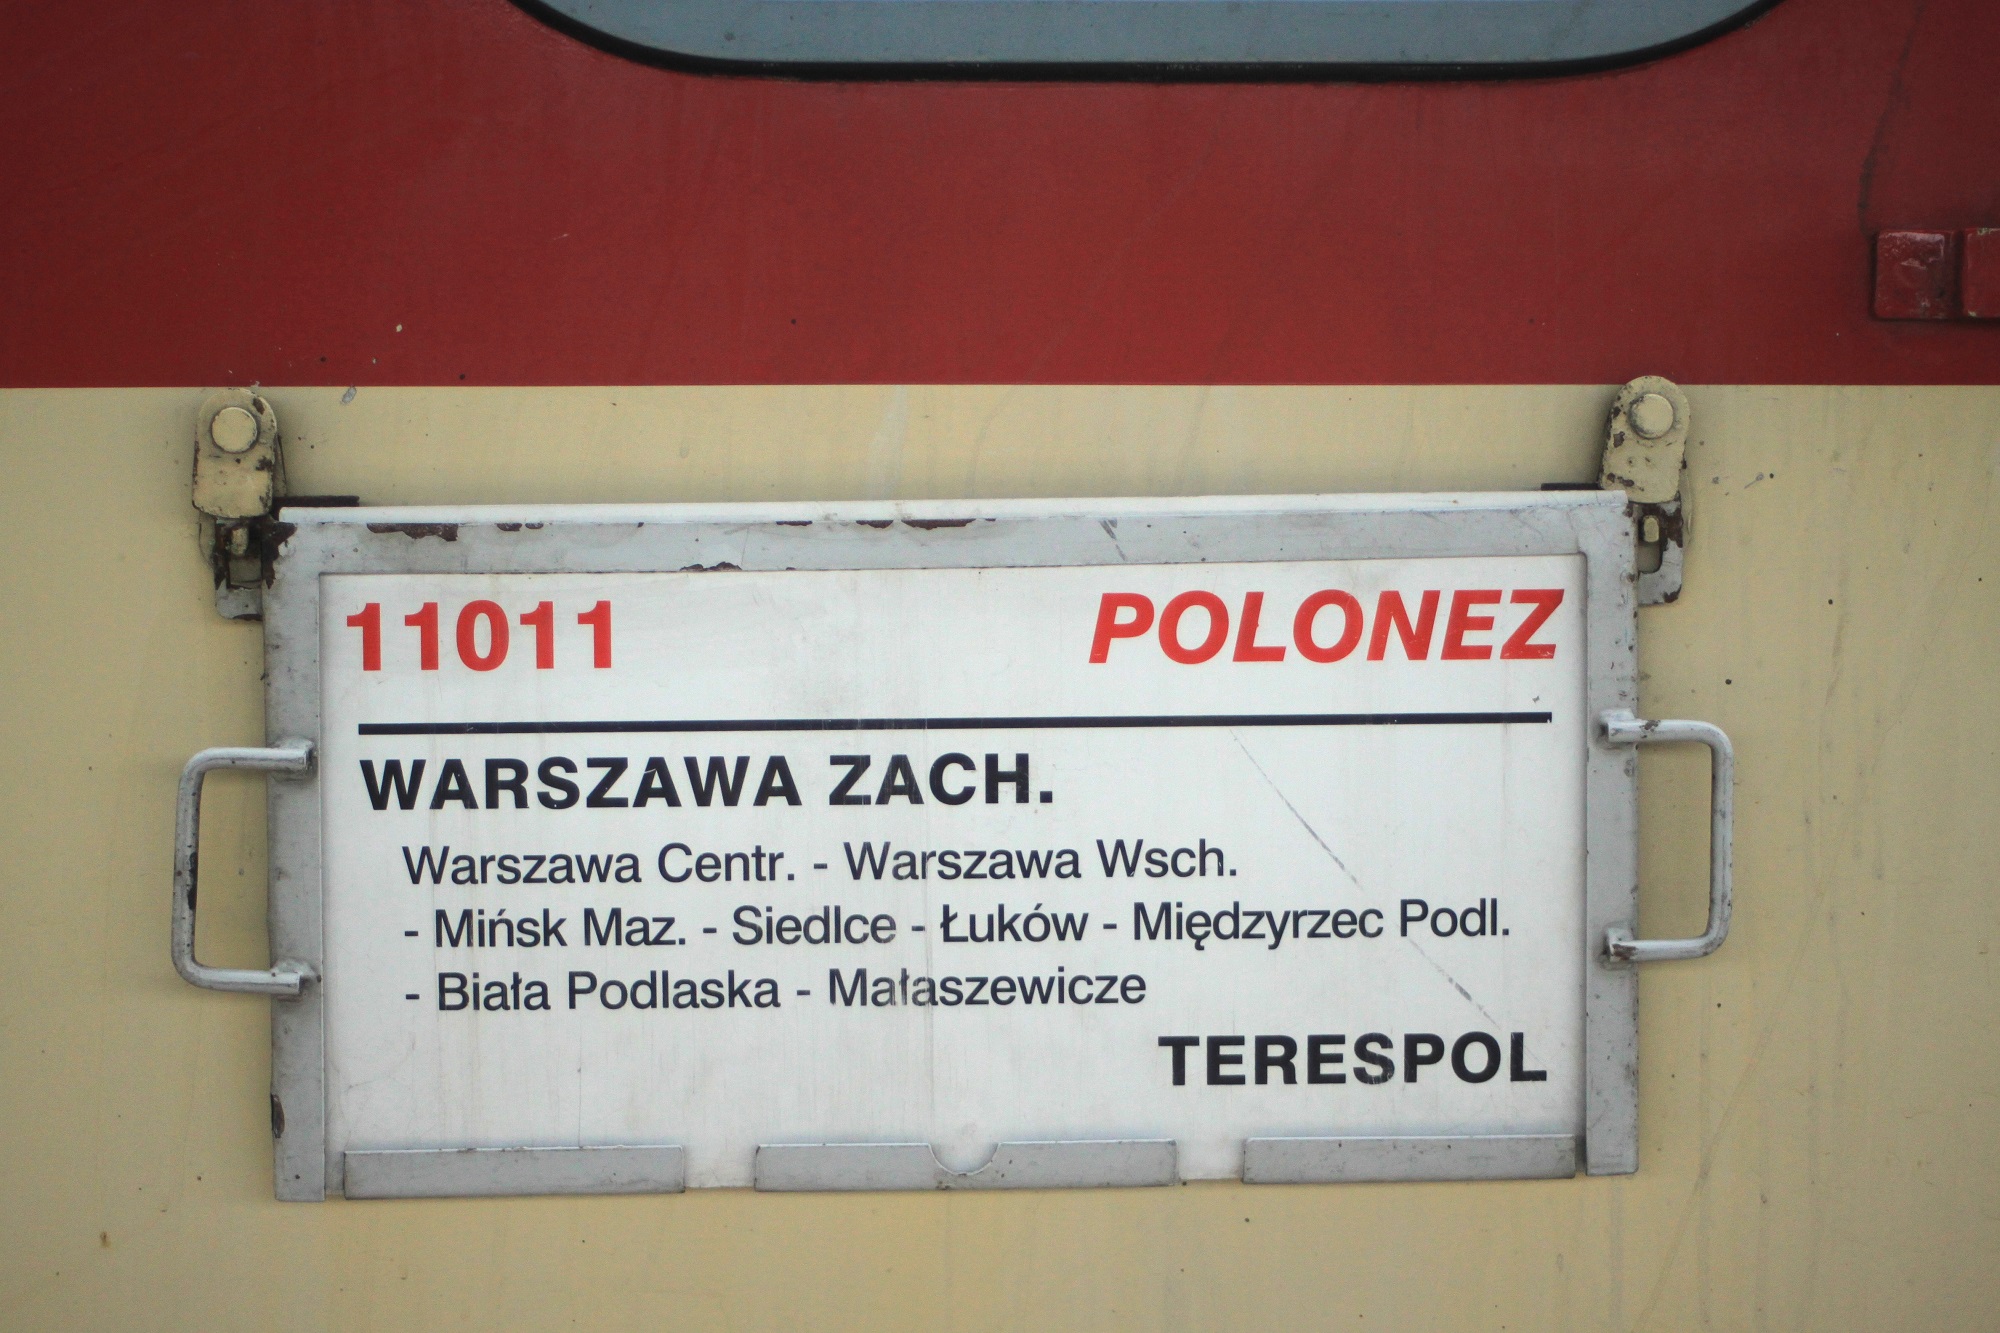 11011 POLONEZ
WARSZAWA ZACH.
Warszawa Centr. - Warszawa Wsch.
- Mińsk Maz. - Siedlce - Łuków - Międzyrzec Podl.
- Biała Podlaska - Małaszewicze
TERESPOL